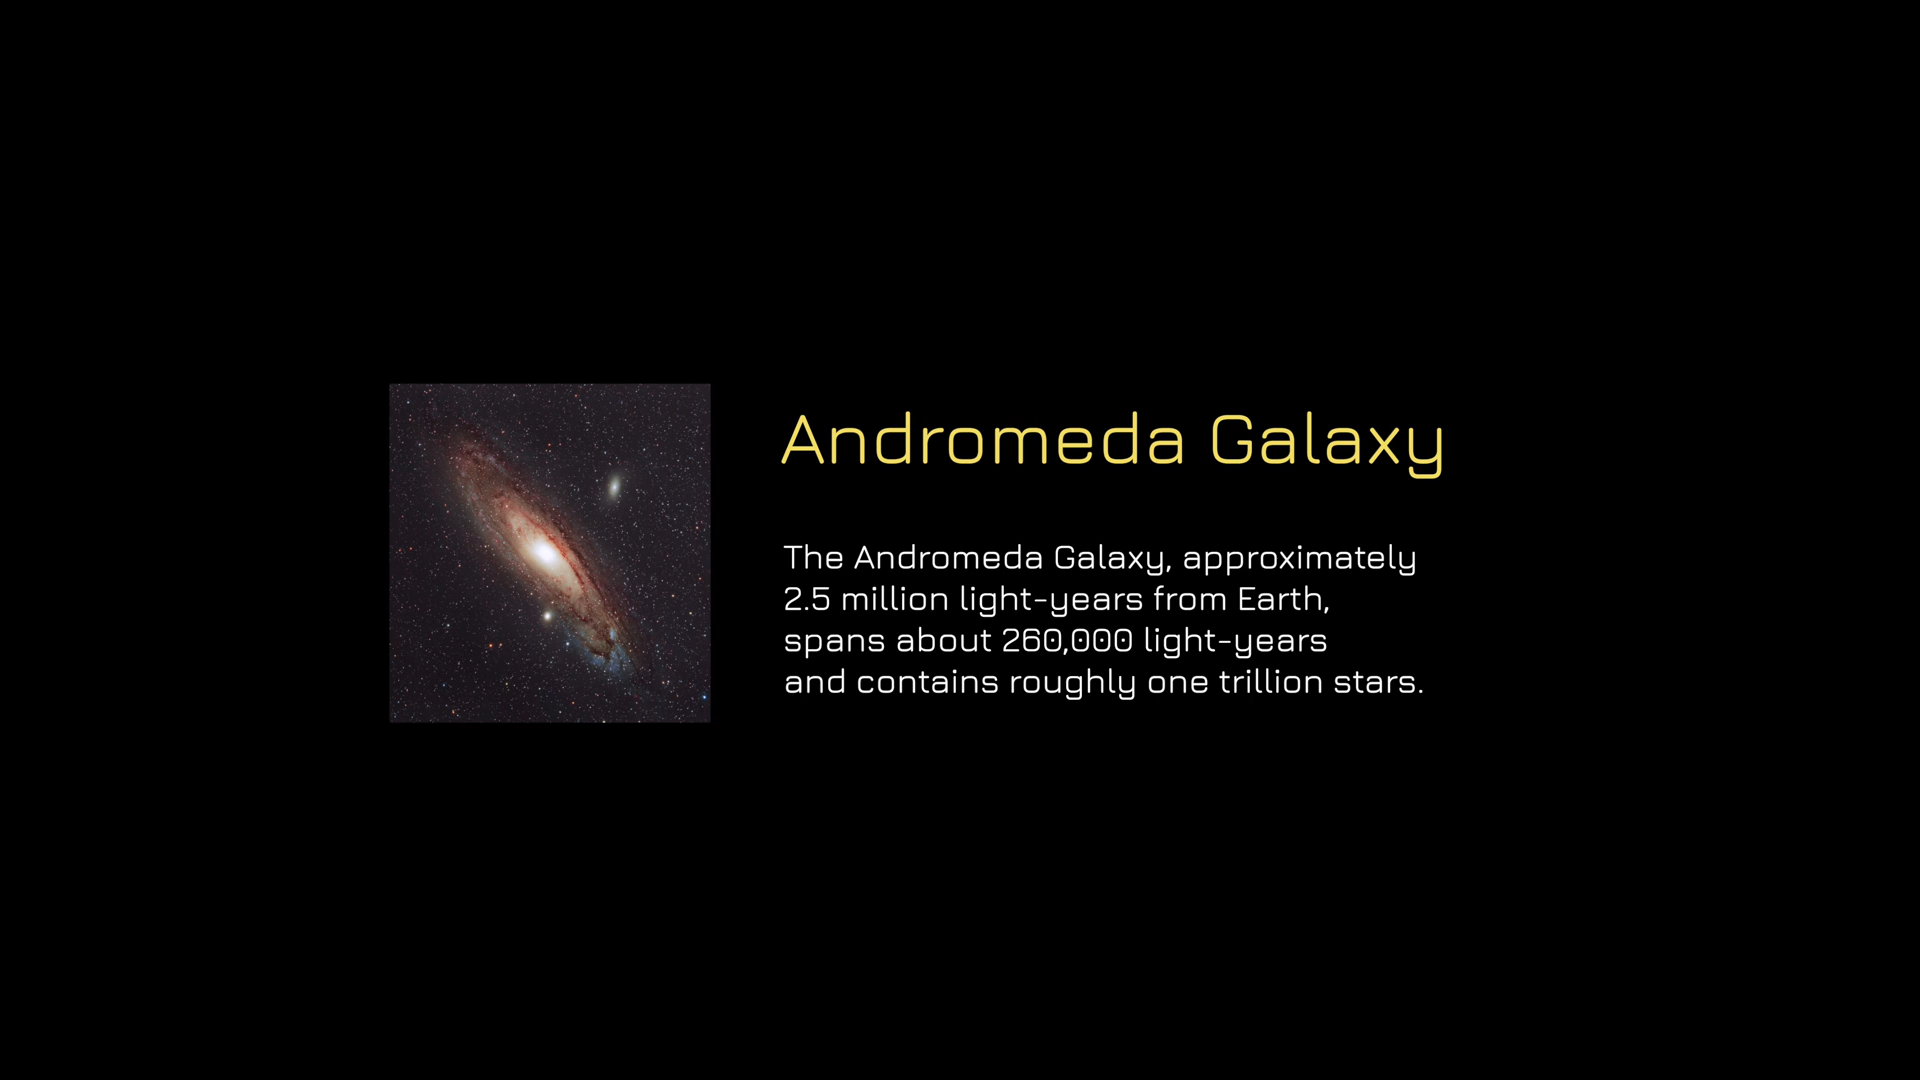 Andromeda Galaxy
The Andromeda Galaxy, approximately
2.5 million light-years from Earth,
spans about 260,000 light-years
and contains roughly one trillion stars.